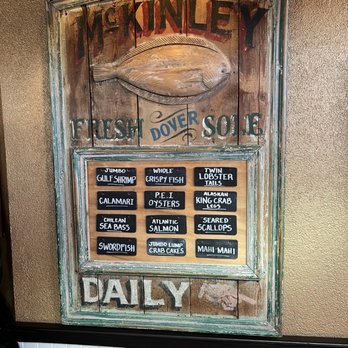 McKINLEY
FRESH DOVER SOLE
JUMBO
GULF SHRIMP
WHOLE
CRISPY FISH
TWIN
LOBSTER
TAILS
CALAMARI
P.E.I
OYSTERS
ALASKAN
KING CRAB
LEGS
CHILEAN
SEA BASS
ATLANTIC
SALMON
SEARED
SCALLOPS
SWORDFISH
JUMBO LUMP
CRAB CAKES
MAHI MAHI
DAILY